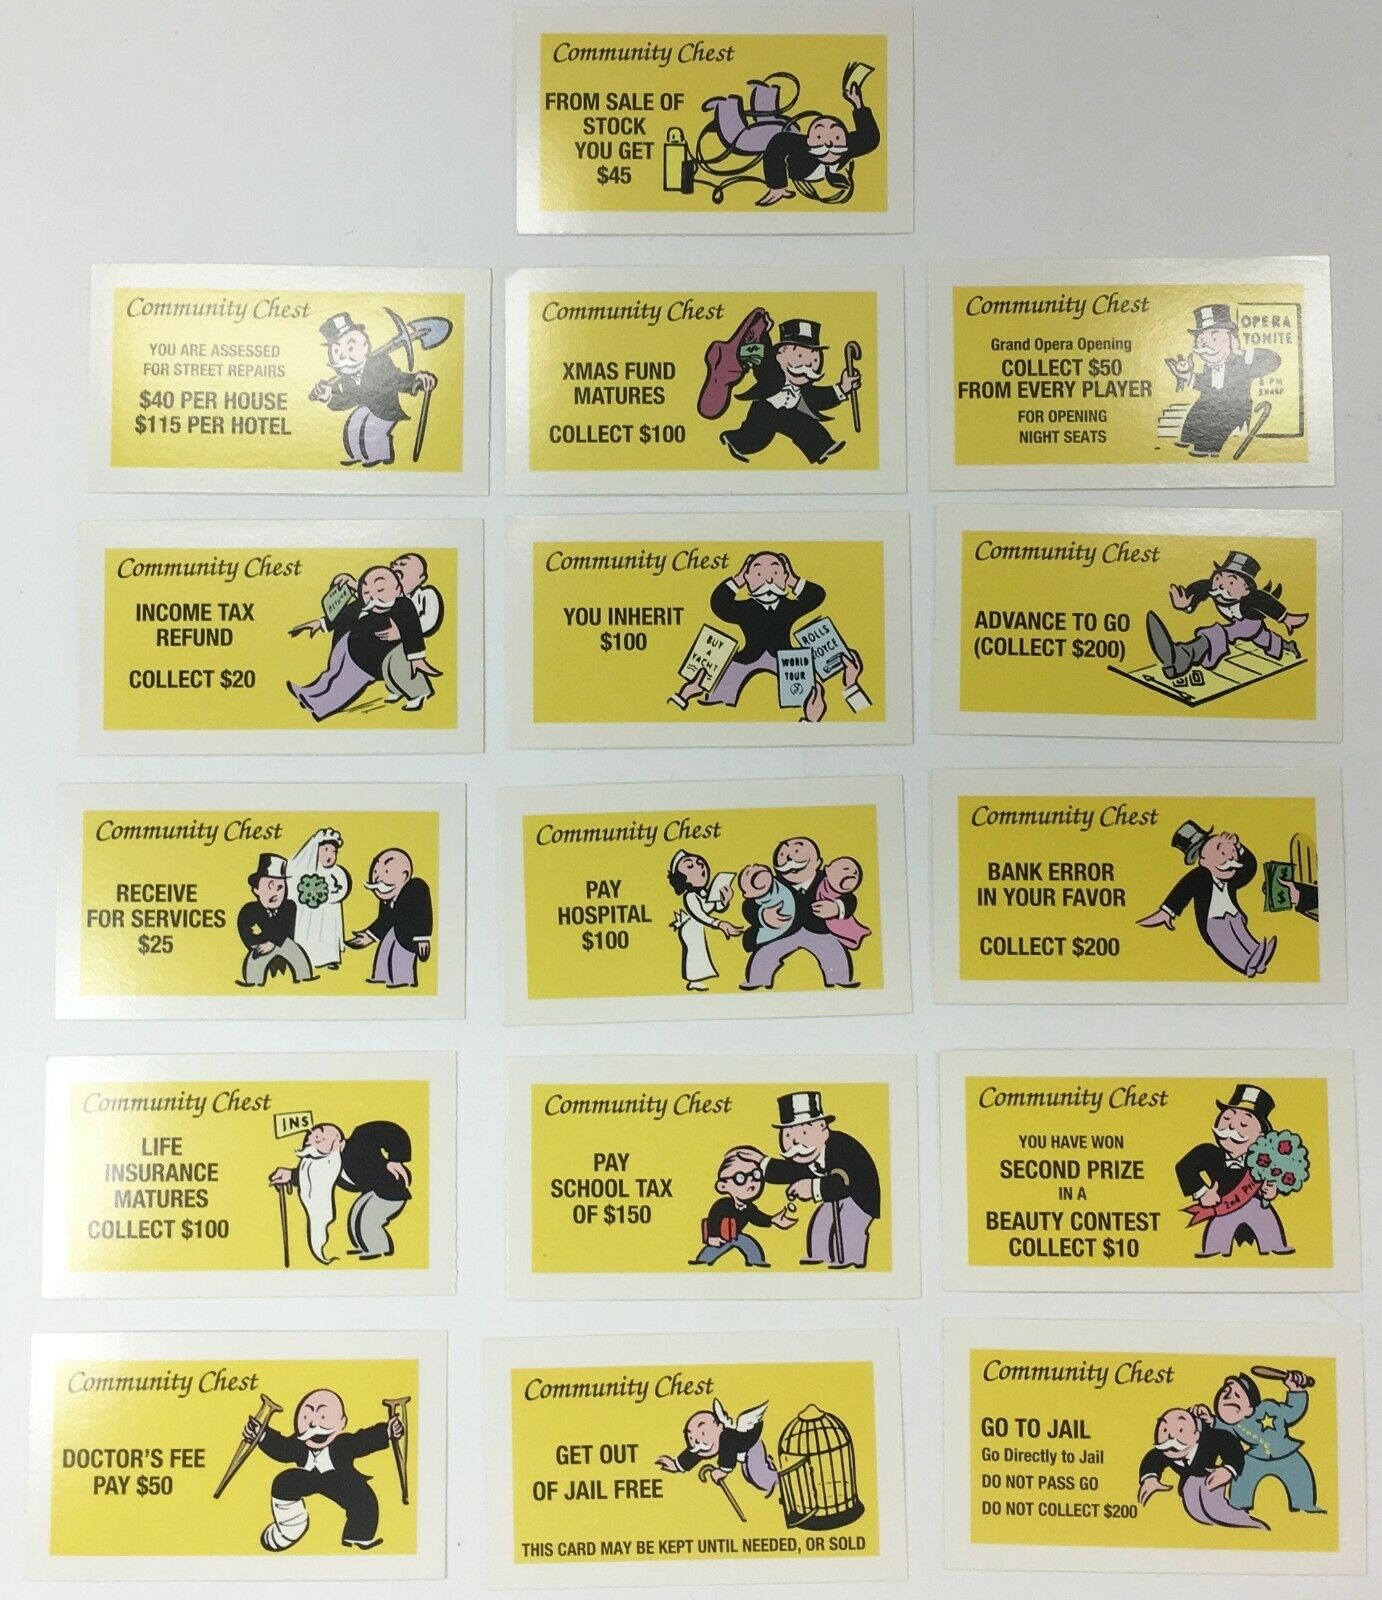 Community Chest
FROM SALE OF
STOCK
YOU GET
$45
Community Chest
YOU ARE ASSESSED
FOR STREET REPAIRS
$40 PER HOUSE
$115 PER HOTEL
Community Chest
XMAS FUND
MATURES
COLLECT $100
$
Community Chest
Grand Opera Opening
COLLECT $50
FROM EVERY PLAYER
FOR OPENING
NIGHT SEATS
OPERA
TONITE
8 PM
SHARP
Community Chest
INCOME TAX
REFUND
COLLECT $20
REFUND
Community Chest
YOU INHERIT
$100
BUY
A
YACHT
WORLD
TOUR
ROLLS
ROYCE
Community Chest
ADVANCE TO GO
(COLLECT $200)
Community Chest
RECEIVE
FOR SERVICES
$25
Community Chest
PAY
HOSPITAL
$100
Community Chest
BANK ERROR
IN YOUR FAVOR
COLLECT $200
$
$
Community Chest
LIFE
INSURANCE
MATURES
COLLECT $100
INS
Community Chest
PAY
SCHOOL TAX
OF $150
Community Chest
YOU HAVE WON
SECOND PRIZE
IN A
BEAUTY CONTEST
COLLECT $10
2nd Pri
Community Chest
DOCTOR'S FEE
PAY $50
Community Chest
GET OUT
OF JAIL FREE
THIS CARD MAY BE KEPT UNTIL NEEDED, OR SOLD
Community Chest
GO TO JAIL
Go Directly to Jail
DO NOT PASS GO
DO NOT COLLECT $200